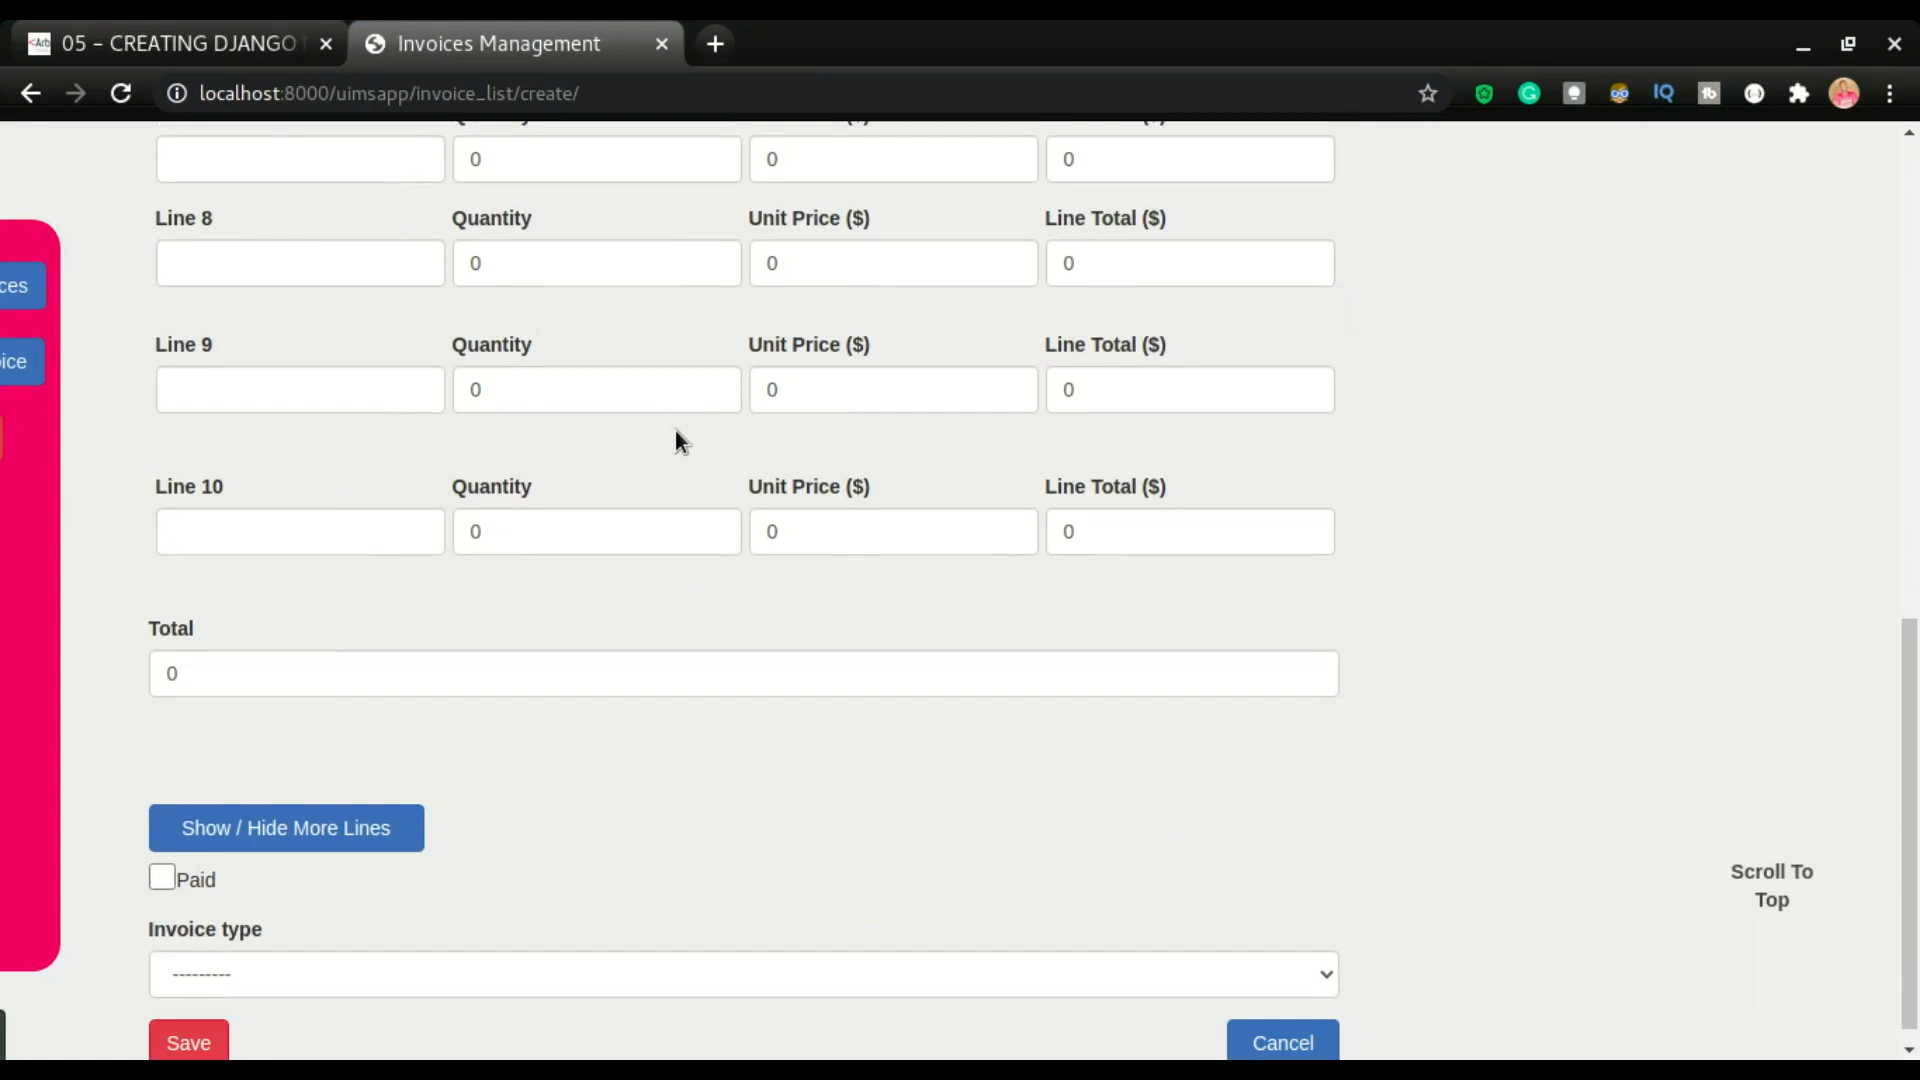 <Arb 05 – CREATING DJANGO
Invoices Management
localhost:8000/uimsapp/invoice_list/create/
IQ
0 0 0
Line 8 Quantity Unit Price ($) Line Total ($)
0 0 0
ces
Line 9 Quantity Unit Price ($) Line Total ($)
oice
0 0 0
Line 10 Quantity Unit Price ($) Line Total ($)
0 0 0
Total
0
Show / Hide More Lines
Paid
Scroll To
Top
Invoice type
---------
Save Cancel